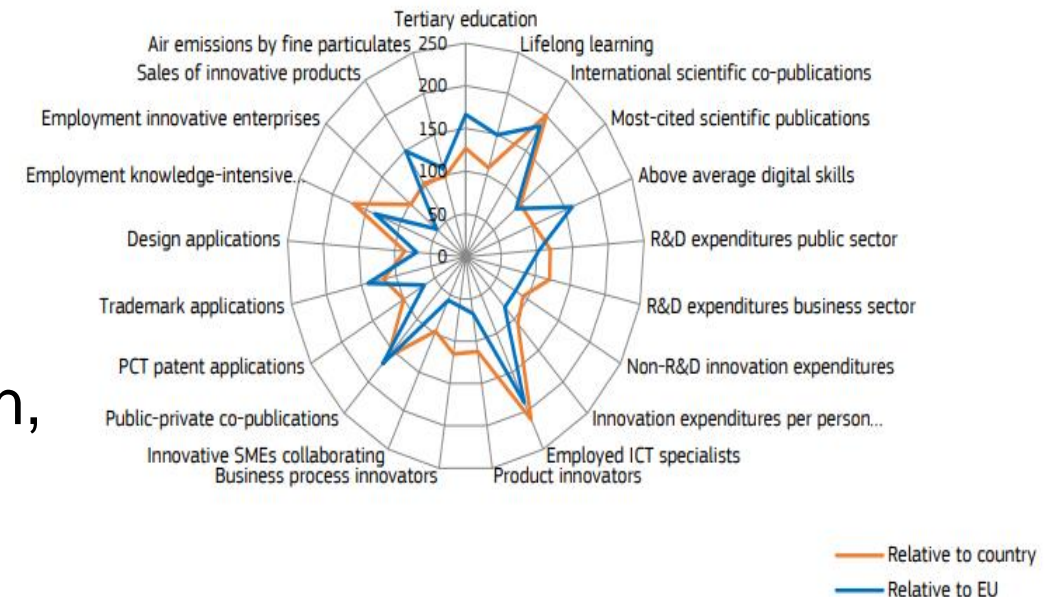 Tertiary education
Air emissions by fine particulates
250
Lifelong learning
Sales of innovative products
International scientific co-publications
200
Employment innovative enterprises
150
Most-cited scientific publications
Employment knowledge-intensive...
100
Above average digital skills
50
Design applications
R&D expenditures public sector
0
Trademark applications
R&D expenditures business sector
PCT patent applications
Non-R&D innovation expenditures
n,
Public-private co-publications
Innovation expenditures per person...
Innovative SMEs collaborating
Employed ICT specialists
Business process innovators
Product innovators
Relative to country
Relative to EU